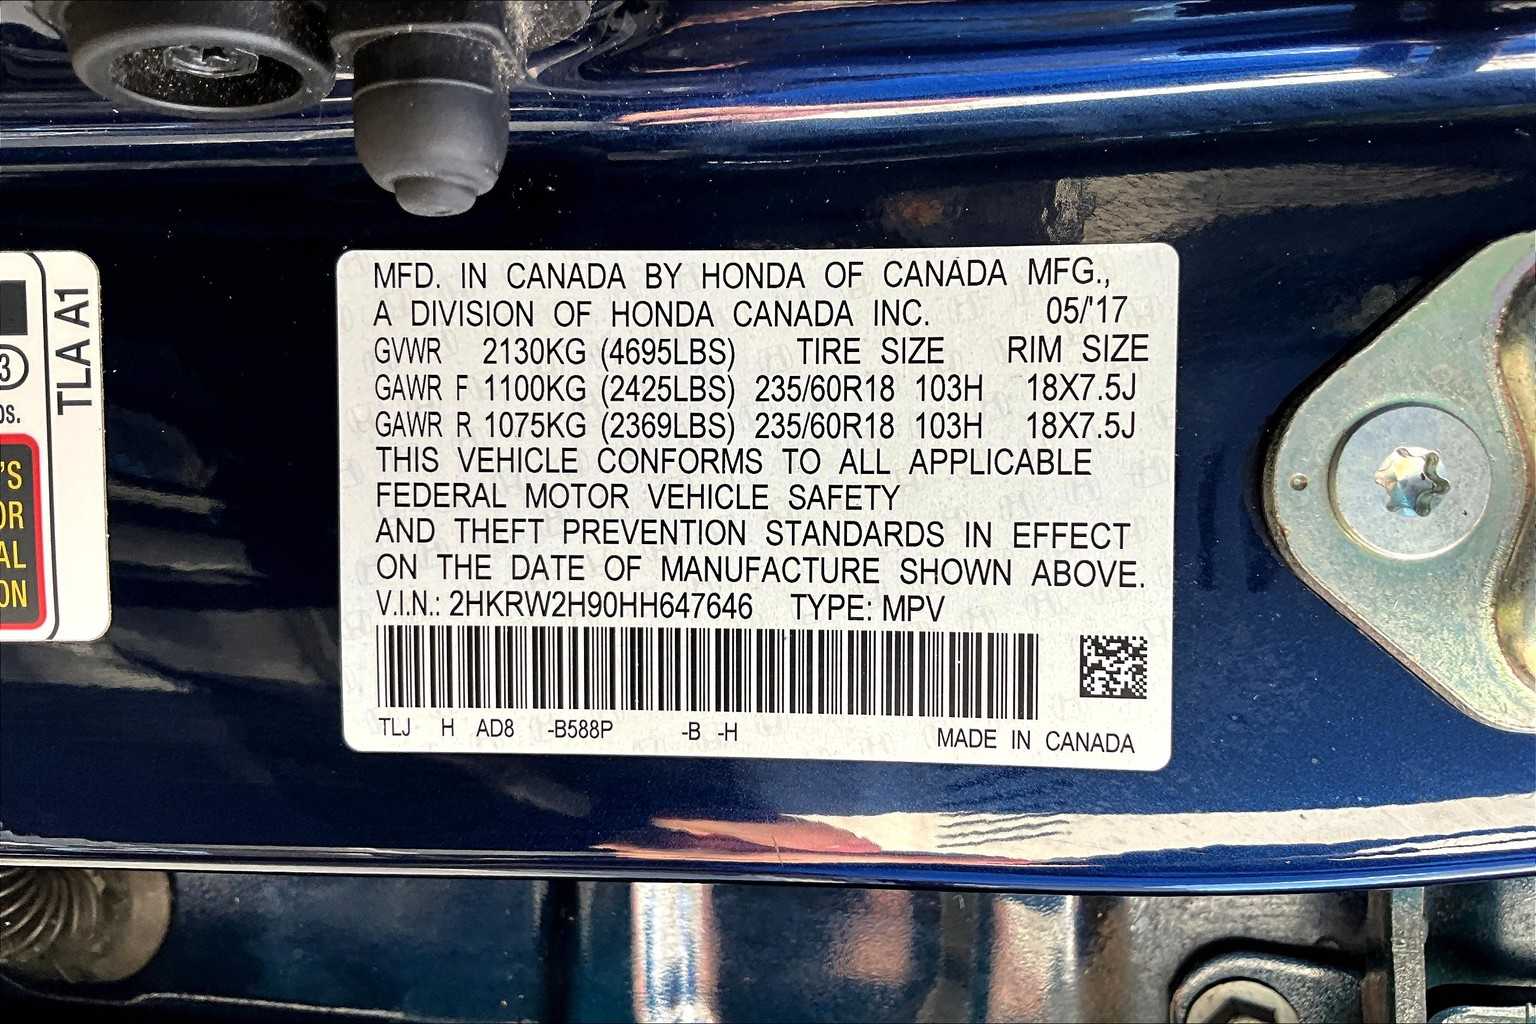 MFD. IN CANADA BY HONDA OF CANADA MFG.,
A DIVISION OF HONDA CANADA INC. 05/'17
GVWR 2130KG (4695LBS) TIRE SIZE RIM SIZE
GAWR F 1100KG (2425LBS) 235/60R18 103H 18X7.5J
GAWR R 1075KG (2369LBS) 235/60R18 103H 18X7.5J
THIS VEHICLE CONFORMS TO ALL APPLICABLE
FEDERAL MOTOR VEHICLE SAFETY
AND THEFT PREVENTION STANDARDS IN EFFECT
ON THE DATE OF MANUFACTURE SHOWN ABOVE.
V.I.N.: 2HKRW2H90HH647646 TYPE: MPV
TLJ H AD8 -B588P -B -H
MADE IN CANADA
TLA A1
3